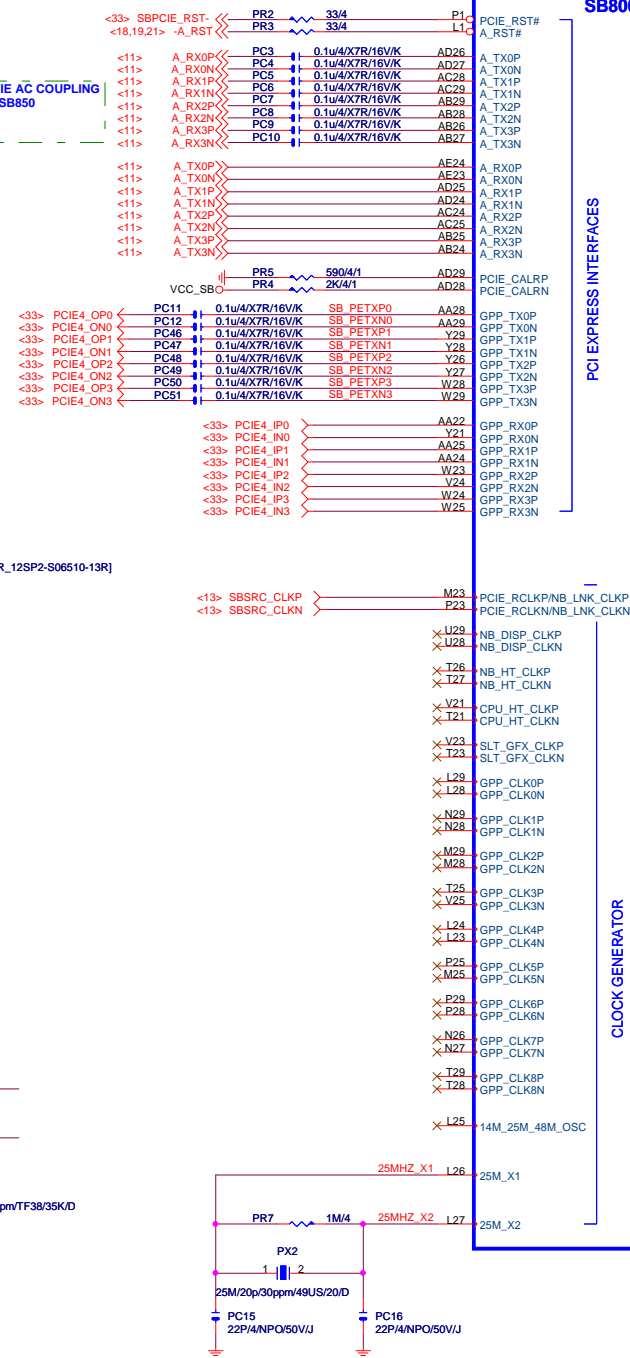 SB800
<33> SBPCIE_RST- PR2 33/4 P1 PCIE_RST#
<18,19,21> -A_RST PR3 33/4 L1 A_RST#
<11> A_RX0P PC3 0.1u/4/X7R/16V/K AD26 A_TX0P
<11> A_RX0N PC4 0.1u/4/X7R/16V/K AD27 A_TX0N
<11> A_RX1P PC5 0.1u/4/X7R/16V/K AC28 A_TX1P
<11> A_RX1N PC6 0.1u/4/X7R/16V/K AC29 A_TX1N
<11> A_RX2P PC7 0.1u/4/X7R/16V/K AB29 A_TX2P
<11> A_RX2N PC8 0.1u/4/X7R/16V/K AB28 A_TX2N
<11> A_RX3P PC9 0.1u/4/X7R/16V/K AB26 A_TX3P
<11> A_RX3N PC10 0.1u/4/X7R/16V/K AB27 A_TX3N
IE AC COUPLING
SB850
<11> A_TX0P AE24 A_RX0P
<11> A_TX0N AE23 A_RX0N
<11> A_TX1P AD25 A_RX1P
<11> A_TX1N AD24 A_RX1N
<11> A_TX2P AC24 A_RX2P
<11> A_TX2N AC25 A_RX2N
<11> A_TX3P AB25 A_RX3P
<11> A_TX3N AB24 A_RX3N
PR5 590/4/1 AD29 PCIE_CALRP
VCC_SB PR4 2K/4/1 AD28 PCIE_CALRN
<33> PCIE4_OP0 PC11 0.1u/4/X7R/16V/K SB_PETXP0 AA28 GPP_TX0P
<33> PCIE4_ON0 PC12 0.1u/4/X7R/16V/K SB_PETXN0 AA29 GPP_TX0N
<33> PCIE4_OP1 PC46 0.1u/4/X7R/16V/K SB_PETXP1 Y29 GPP_TX1P
<33> PCIE4_ON1 PC47 0.1u/4/X7R/16V/K SB_PETXN1 Y28 GPP_TX1N
<33> PCIE4_OP2 PC48 0.1u/4/X7R/16V/K SB_PETXP2 Y26 GPP_TX2P
<33> PCIE4_ON2 PC49 0.1u/4/X7R/16V/K SB_PETXN2 Y27 GPP_TX2N
<33> PCIE4_OP3 PC50 0.1u/4/X7R/16V/K SB_PETXP3 W28 GPP_TX3P
<33> PCIE4_ON3 PC51 0.1u/4/X7R/16V/K SB_PETXN3 W29 GPP_TX3N
PCI EXPRESS INTERFACES
<33> PCIE4_IP0 AA22 GPP_RX0P
<33> PCIE4_IN0 Y21 GPP_RX0N
<33> PCIE4_IP1 AA25 GPP_RX1P
<33> PCIE4_IN1 AA24 GPP_RX1N
<33> PCIE4_IP2 W23 GPP_RX2P
<33> PCIE4_IN2 V24 GPP_RX2N
<33> PCIE4_IP3 W24 GPP_RX3P
<33> PCIE4_IN3 W25 GPP_RX3N
R_12SP2-S06510-13R]
<13> SBSRC_CLKP M23 PCIE_RCLKP/NB_LNK_CLKP
<13> SBSRC_CLKN P23 PCIE_RCLKN/NB_LNK_CLKN
U29 NB_DISP_CLKP
U28 NB_DISP_CLKN
T26 NB_HT_CLKP
T27 NB_HT_CLKN
V21 CPU_HT_CLKP
T21 CPU_HT_CLKN
V23 SLT_GFX_CLKP
T23 SLT_GFX_CLKN
L29 GPP_CLK0P
L28 GPP_CLK0N
N29 GPP_CLK1P
N28 GPP_CLK1N
M29 GPP_CLK2P
M28 GPP_CLK2N
T25 GPP_CLK3P
V25 GPP_CLK3N
L24 GPP_CLK4P
L23 GPP_CLK4N
P25 GPP_CLK5P
M25 GPP_CLK5N
P29 GPP_CLK6P
P28 GPP_CLK6N
N26 GPP_CLK7P
N27 GPP_CLK7N
T29 GPP_CLK8P
T28 GPP_CLK8N
CLOCK GENERATOR
L25 14M_25M_48M_OSC
25MHZ_X1 L26 25M_X1
pm/TF38/35K/D
PR7 1M/4 25MHZ_X2 L27 25M_X2
PX2
1 2
25M/20p/30ppm/49US/20/D
PC15 PC16
22P/4/NPO/50V/J 22P/4/NPO/50V/J